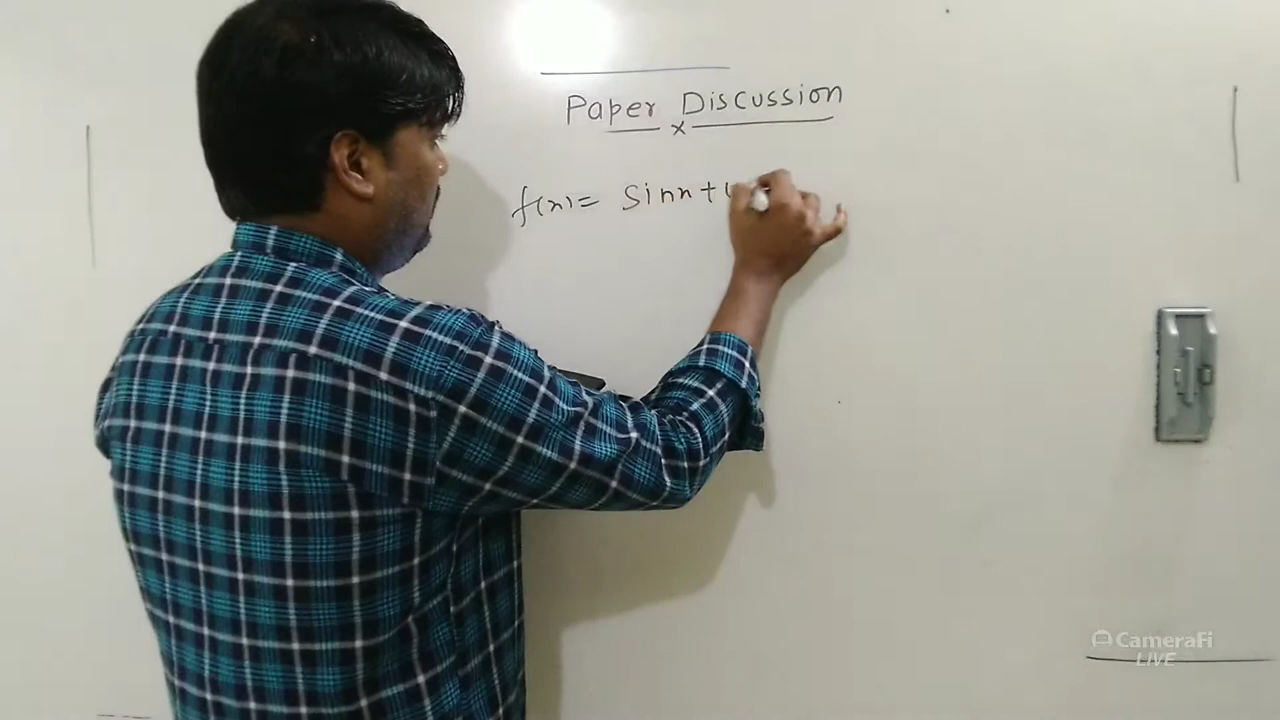 Paper Discussion
x
f(x)= Sinx+
CameraFi
LIVE